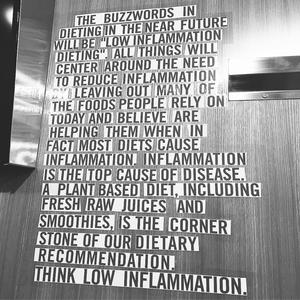 THE BUZZWORDS IN
DIETING IN THE NEAR FUTURE
WILL BE "LOW INFLAMMATION
DIETING". ALL THINGS WILL
CENTER AROUND THE NEED
TO REDUCE INFLAMMATION
BY LEAVING OUT MANY OF
THE FOODS PEOPLE RELY ON
TODAY AND BELIEVE ARE
HELPING THEM WHEN IN
FACT MOST DIETS CAUSE
INFLAMMATION. INFLAMMATION
IS THE TOP CAUSE OF DISEASE.
A PLANT BASED DIET, INCLUDING
FRESH RAW JUICES AND
SMOOTHIES, IS THE CORNER
STONE OF OUR DIETARY
RECOMMENDATION.
THINK LOW INFLAMMATION.